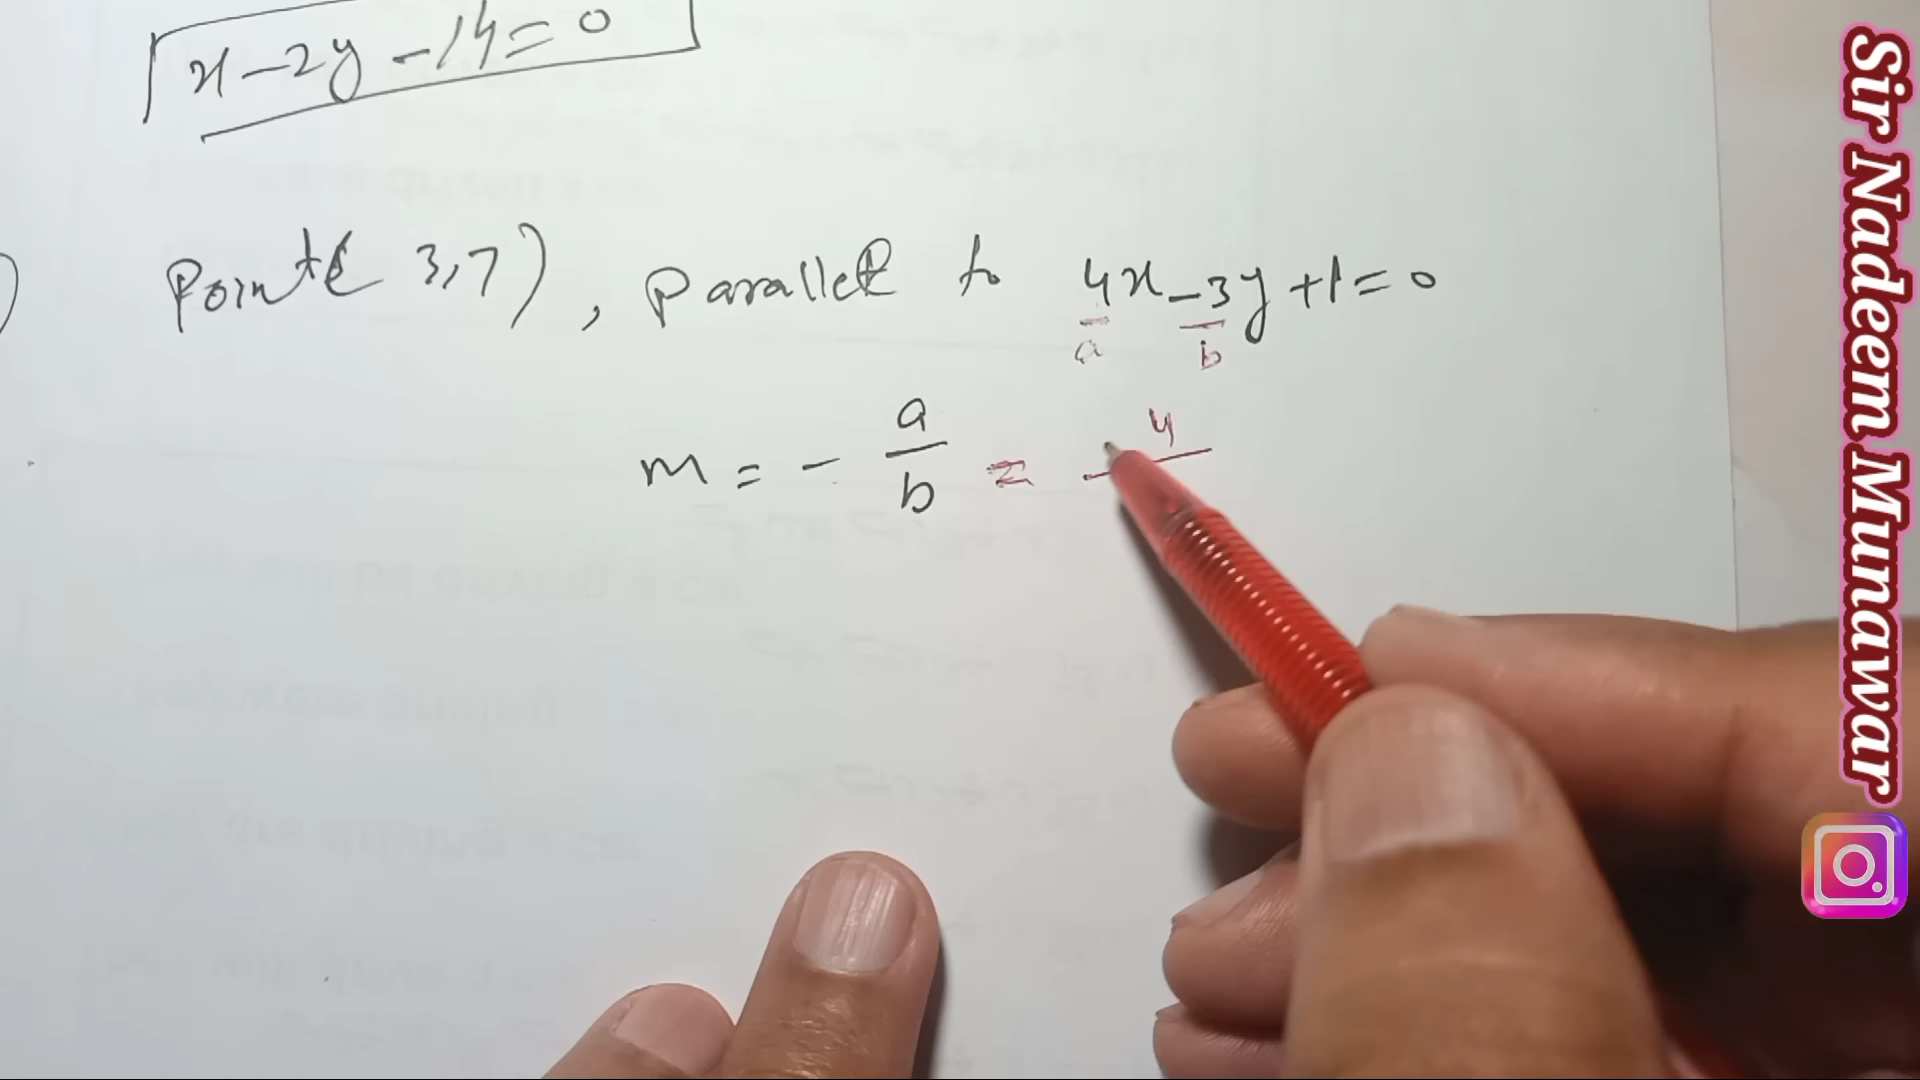 x-2y-14=0
Point( 3,7) , Parallel to 4x-3y+1=0
a b
m = - a/b = 4/
Sir Nadeem Munawar